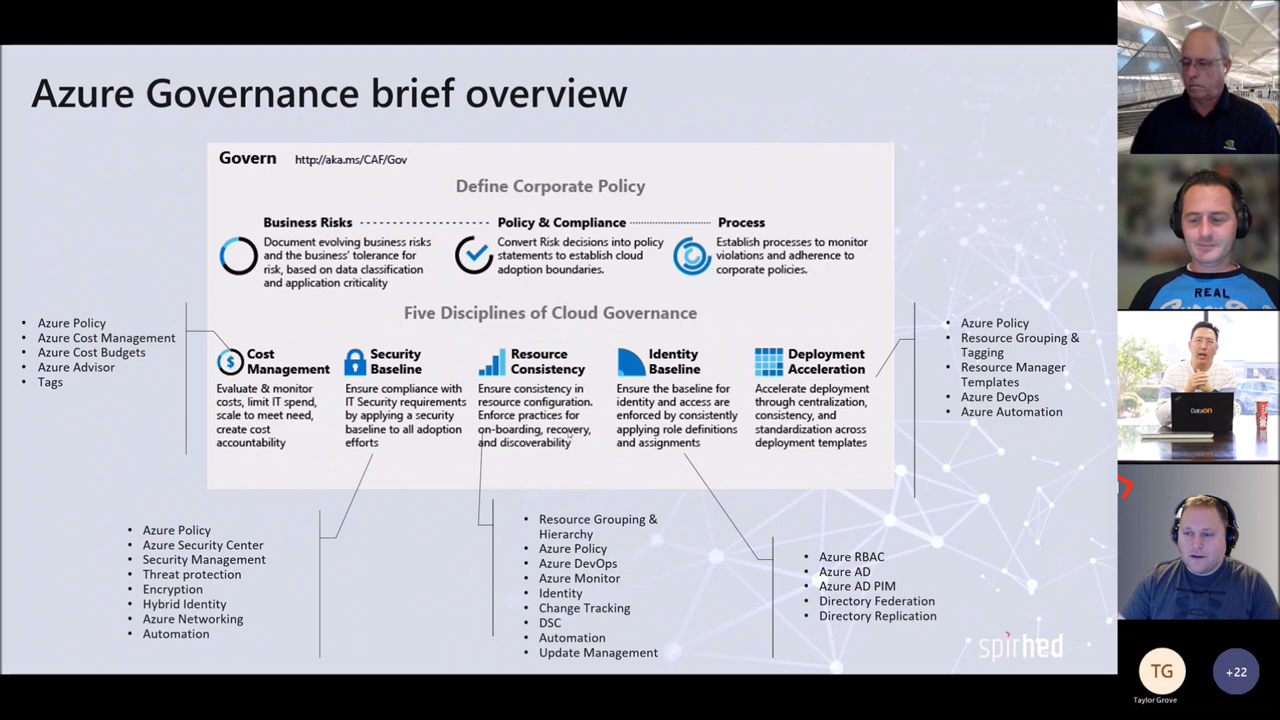 Azure Governance brief overview
Govern http://aka.ms/CAF/Gov
Define Corporate Policy
Business Risks
Document evolving business risks
and the business' tolerance for
risk, based on data classification
and application criticality
Policy & Compliance
Convert Risk decisions into policy
statements to establish cloud
adoption boundaries.
Process
Establish processes to monitor
violations and adherence to
corporate policies.
Five Disciplines of Cloud Governance
$
Cost
Management
Evaluate & monitor
costs, limit IT spend,
scale to meet need,
create cost
accountability
Security
Baseline
Ensure compliance with
IT Security requirements
by applying a security
baseline to all adoption
efforts
Resource
Consistency
Ensure consistency in
resource configuration.
Enforce practices for
on-boarding, recovery,
and discoverability
Identity
Baseline
Ensure the baseline for
identity and access are
enforced by consistently
applying role definitions
and assignments
Deployment
Acceleration
Accelerate deployment
through centralization,
consistency, and
standardization across
deployment templates
• Azure Policy
• Azure Cost Management
• Azure Cost Budgets
• Azure Advisor
• Tags
• Azure Policy
• Azure Security Center
• Security Management
• Threat protection
• Encryption
• Hybrid Identity
• Azure Networking
• Automation
• Resource Grouping &
Hierarchy
• Azure Policy
• Azure DevOps
• Azure Monitor
• Identity
• Change Tracking
• DSC
• Automation
• Update Management
• Azure RBAC
• Azure AD
• Azure AD PIM
• Directory Federation
• Directory Replication
• Azure Policy
• Resource Grouping &
Tagging
• Resource Manager
Templates
• Azure DevOps
• Azure Automation
spirhed
REAL
DataON
TG
Taylor Grove
+22